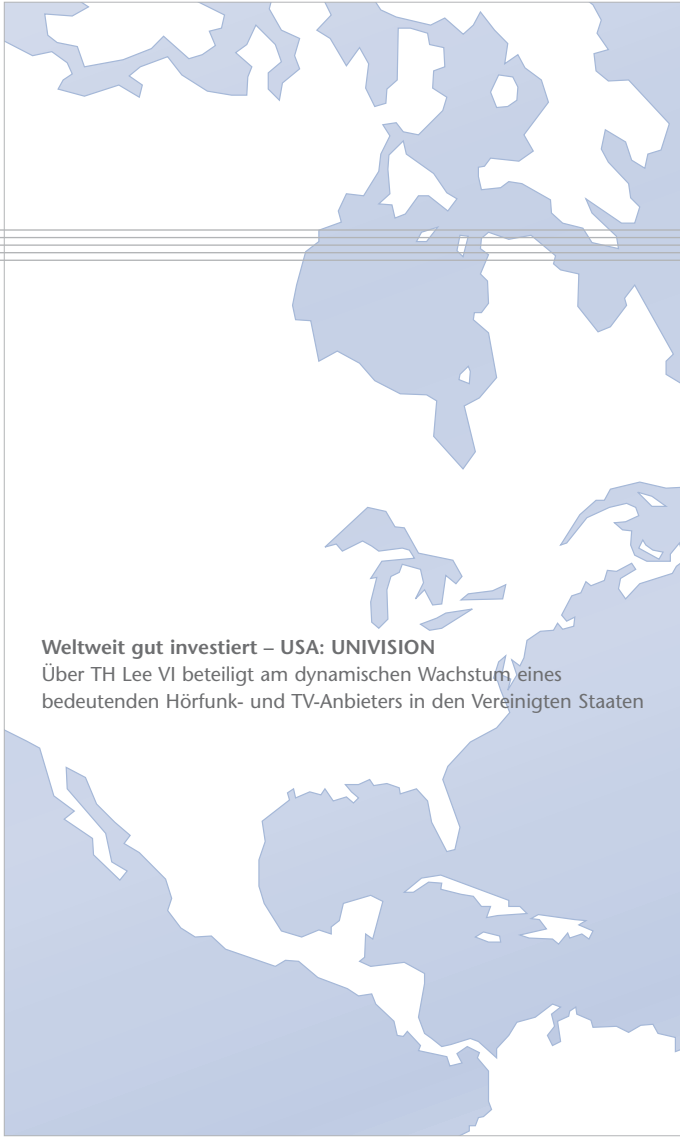 Weltweit gut investiert – USA: UNIVISION
Über TH Lee VI beteiligt am dynamischen Wachstum eines
bedeutenden Hörfunk- und TV-Anbieters in den Vereinigten Staaten